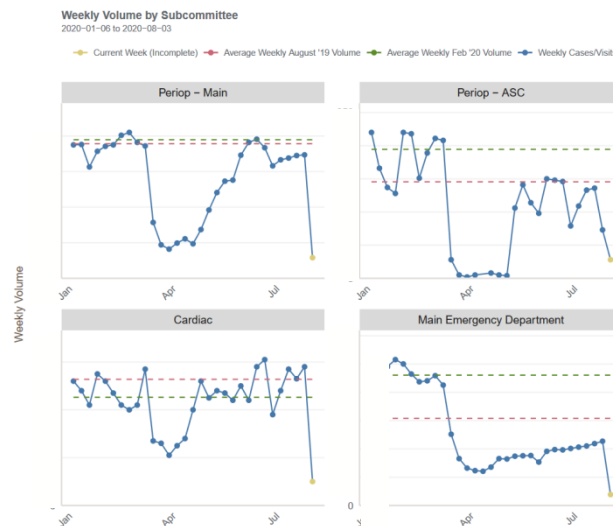 Weekly Volume by Subcommittee
2020-01-06 to 2020-08-03
Current Week (Incomplete) Average Weekly August '19 Volume Average Weekly Feb '20 Volume Weekly Cases/Visit
Periop - Main Periop - ASC
Jan Apr Jul Jan Apr Jul
Weekly Volume
Cardiac Main Emergency Department
0
Jan Apr Jul Apr Jul